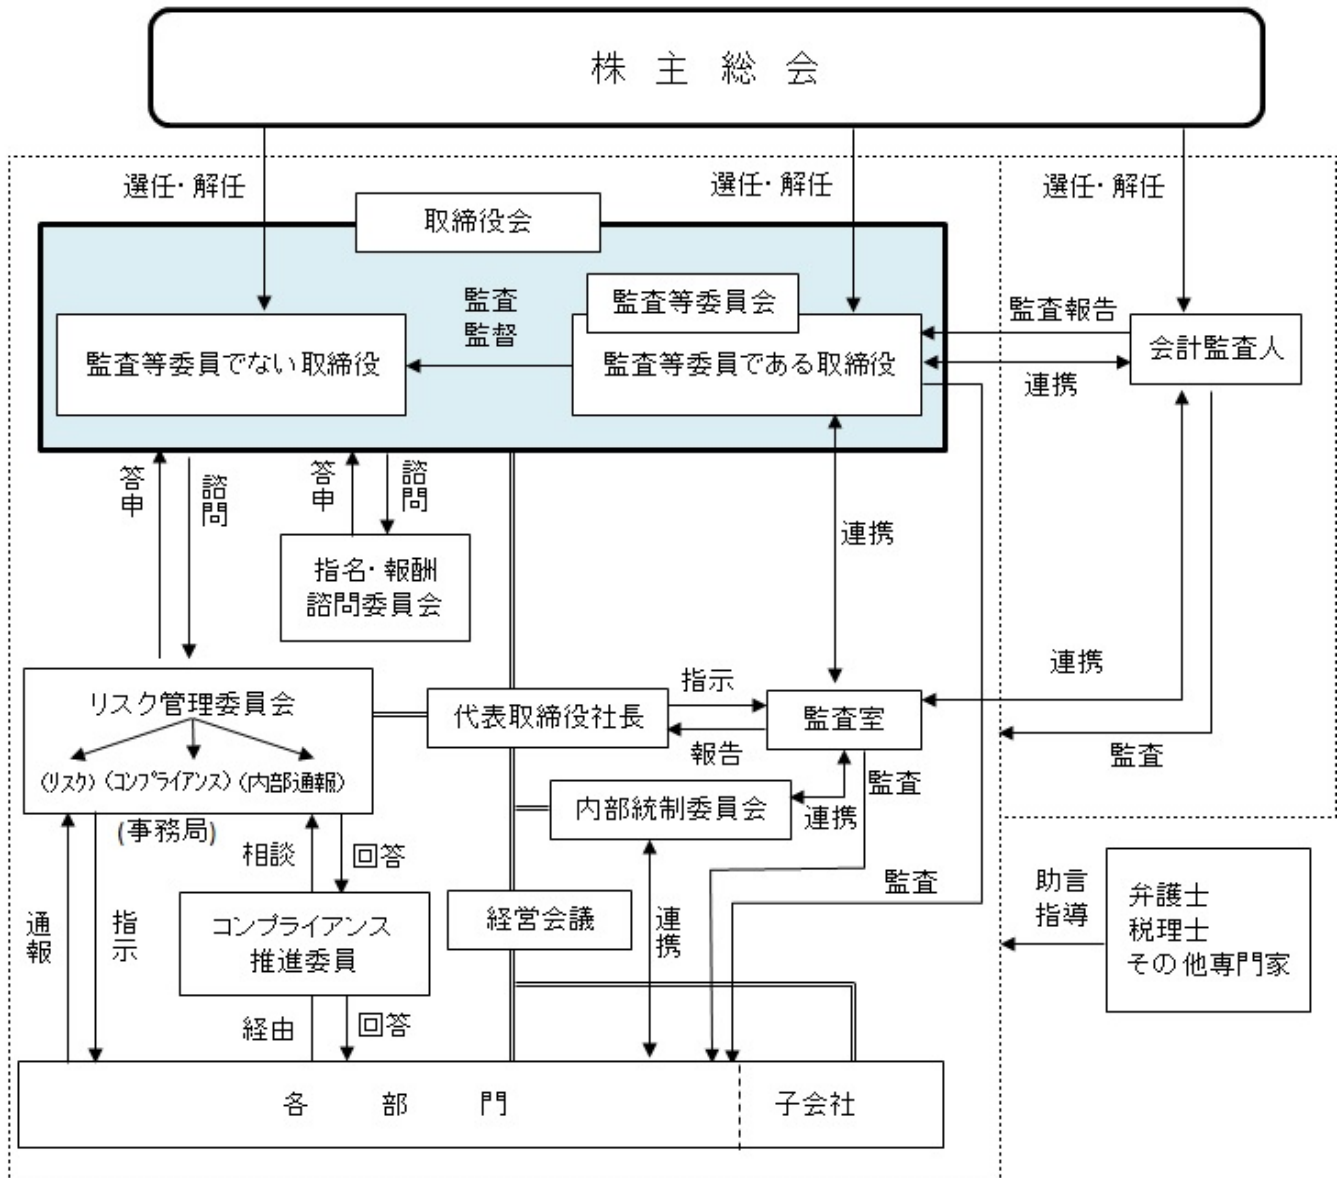 株主総会
選任・解任
選任・解任
選任・解任
取締役会
監査等委員会
監査
監督
監査等委員でない取締役
監査等委員である取締役
監査報告
会計監査人
連携
答申
諮問
答申
諮問
指名・報酬
諮問委員会
連携
連携
リスク管理委員会
(リスク)(コンプライアンス)(内部通報)
(事務局)
代表取締役社長
指示
報告
監査室
監査
監査
内部統制委員会
連携
相談
回答
監査
助言
指導
弁護士
税理士
その他専門家
通報
指示
コンプライアンス
推進委員
経営会議
連携
経由
回答
各部門
子会社